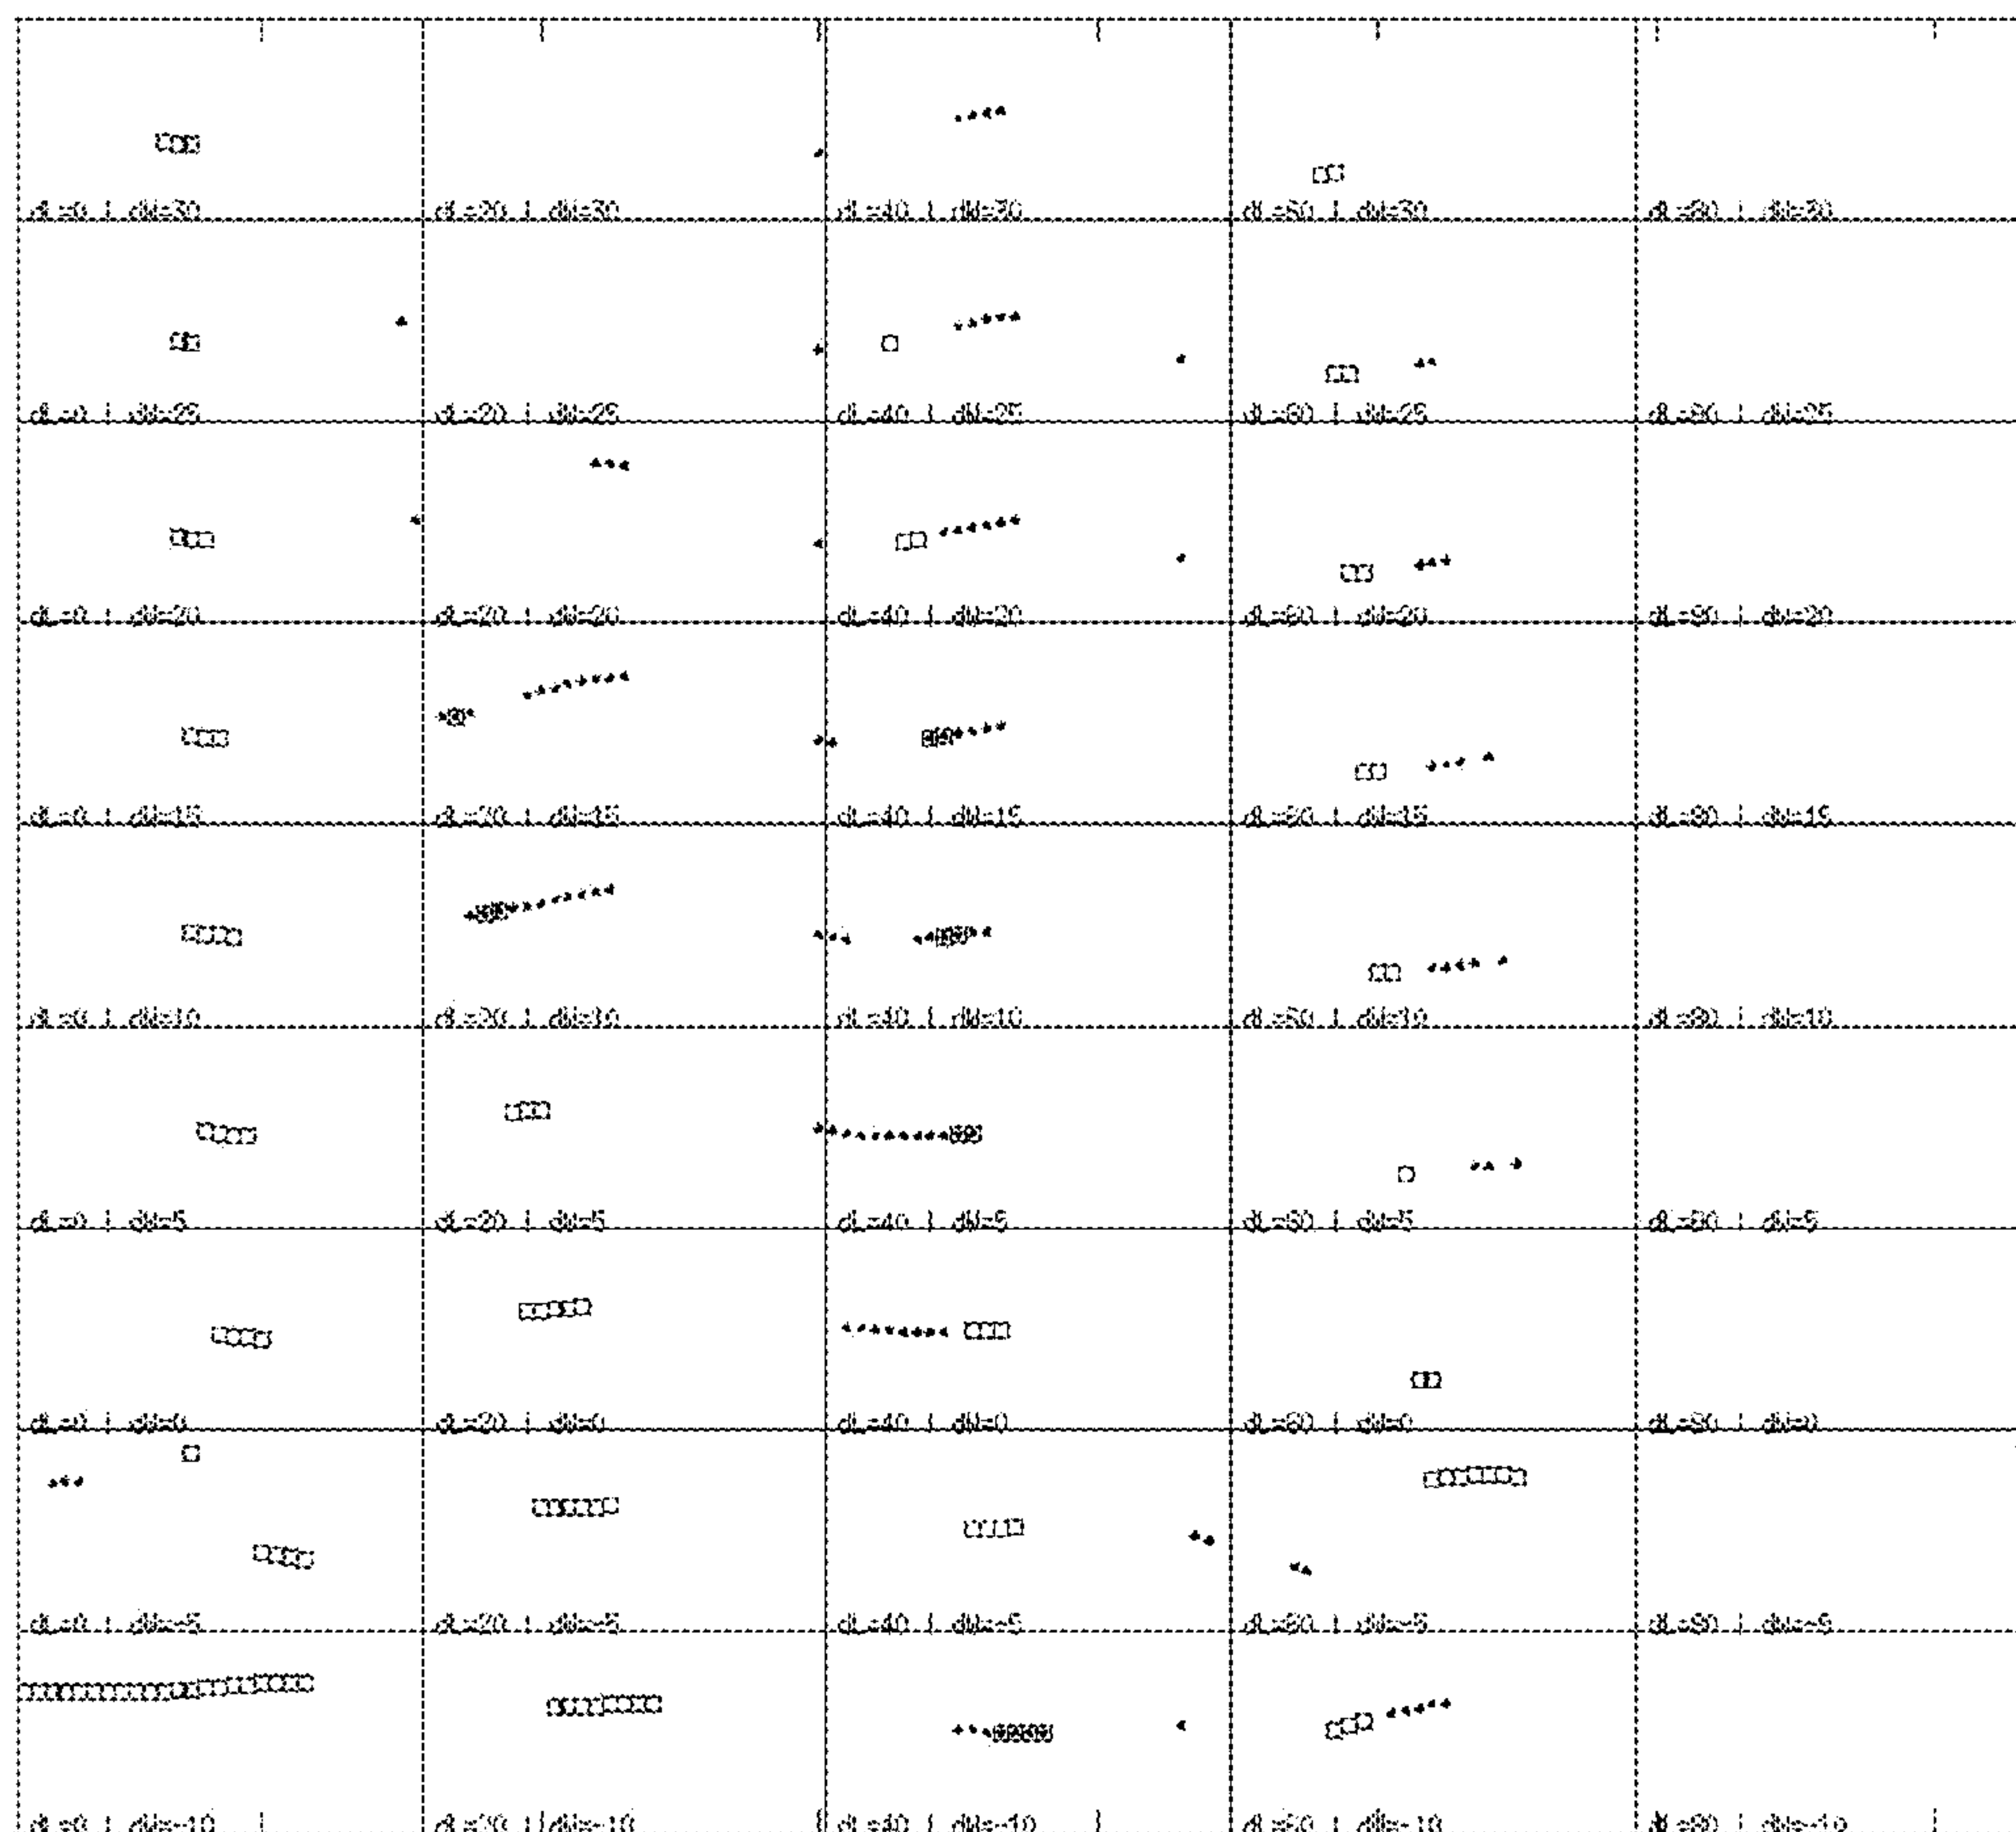 dL=0 | dW=30 dL=20 | dW=30 dL=40 | dW=30 dL=60 | dW=30 dL=80 | dW=30
dL=0 | dW=25 dL=20 | dW=25 dL=40 | dW=25 dL=60 | dW=25 dL=80 | dW=25
dL=0 | dW=20 dL=20 | dW=20 dL=40 | dW=20 dL=60 | dW=20 dL=80 | dW=20
dL=0 | dW=15 dL=20 | dW=15 dL=40 | dW=15 dL=60 | dW=15 dL=80 | dW=15
dL=0 | dW=10 dL=20 | dW=10 dL=40 | dW=10 dL=60 | dW=10 dL=80 | dW=10
dL=0 | dW=5 dL=20 | dW=5 dL=40 | dW=5 dL=60 | dW=5 dL=80 | dW=5
dL=0 | dW=0 dL=20 | dW=0 dL=40 | dW=0 dL=60 | dW=0 dL=80 | dW=0
dL=0 | dW=-5 dL=20 | dW=-5 dL=40 | dW=-5 dL=60 | dW=-5 dL=80 | dW=-5
dL=0 | dW=-10 dL=20 | dW=-10 dL=40 | dW=-10 dL=60 | dW=-10 dL=80 | dW=-10